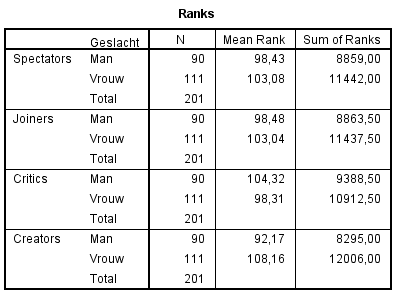 Ranks
Geslacht N Mean Rank Sum of Ranks
Spectators Man 90 98,43 8859,00
Vrouw 111 103,08 11442,00
Total 201
Joiners Man 90 98,48 8863,50
Vrouw 111 103,04 11437,50
Total 201
Critics Man 90 104,32 9388,50
Vrouw 111 98,31 10912,50
Total 201
Creators Man 90 92,17 8295,00
Vrouw 111 108,16 12006,00
Total 201